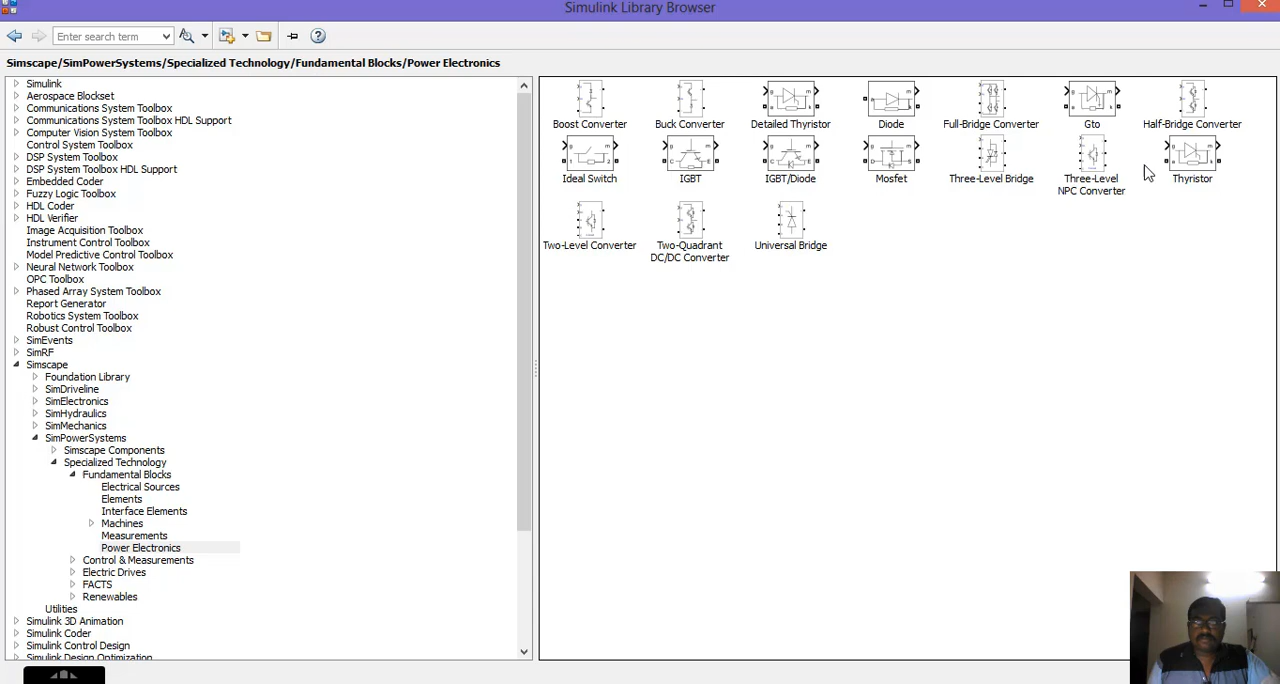 Simulink Library Browser
Enter search term
Simscape/SimPowerSystems/Specialized Technology/Fundamental Blocks/Power Electronics
Simulink
Aerospace Blockset
Communications System Toolbox
Communications System Toolbox HDL Support
Computer Vision System Toolbox
Control System Toolbox
DSP System Toolbox
DSP System Toolbox HDL Support
Embedded Coder
Fuzzy Logic Toolbox
HDL Coder
HDL Verifier
Image Acquisition Toolbox
Instrument Control Toolbox
Model Predictive Control Toolbox
Neural Network Toolbox
OPC Toolbox
Phased Array System Toolbox
Report Generator
Robotics System Toolbox
Robust Control Toolbox
SimEvents
SimRF
Simscape
Foundation Library
SimDriveline
SimElectronics
SimHydraulics
SimMechanics
SimPowerSystems
Simscape Components
Specialized Technology
Fundamental Blocks
Electrical Sources
Elements
Interface Elements
Machines
Measurements
Power Electronics
Control & Measurements
Electric Drives
FACTS
Renewables
Utilities
Simulink 3D Animation
Simulink Coder
Simulink Control Design
Simulink Design Optimization
Boost Converter
Buck Converter
Detailed Thyristor
Diode
Full-Bridge Converter
Gto
Half-Bridge Converter
Ideal Switch
IGBT
IGBT/Diode
Mosfet
Three-Level Bridge
Three-Level
NPC Converter
Thyristor
Two-Level Converter
Two-Quadrant
DC/DC Converter
Universal Bridge